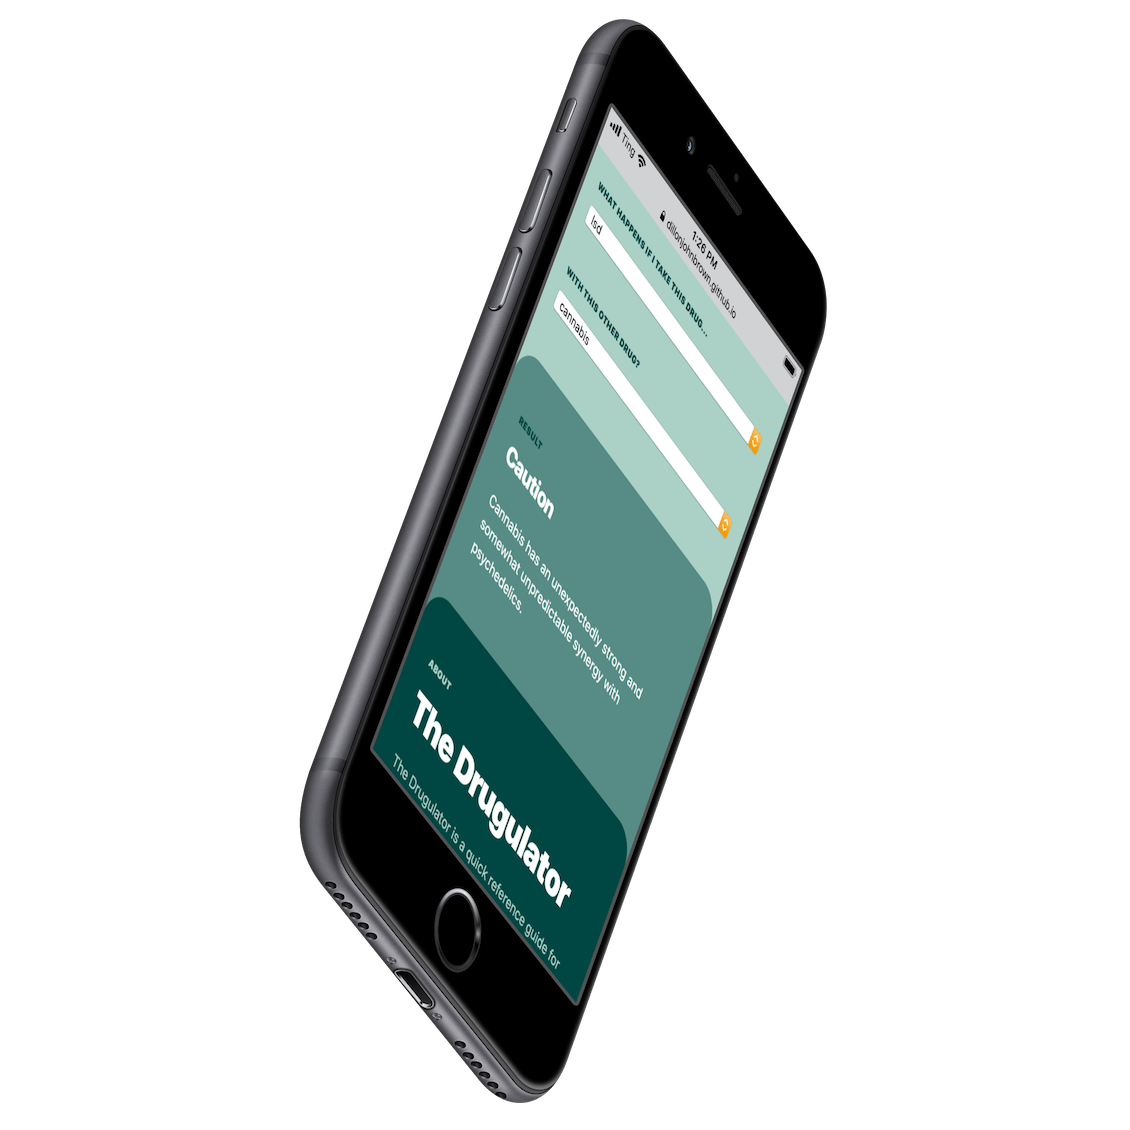 Ting
1:26 PM
dillonjohnbrown.github.io
WHAT HAPPENS IF I TAKE THIS DRUG...
lsd
WITH THIS OTHER DRUG?
cannabis
RESULT
Caution
Cannabis has an unexpectedly strong and
somewhat unpredictable synergy with
psychedelics.
ABOUT
The Drugulator
The Drugulator is a quick reference guide for